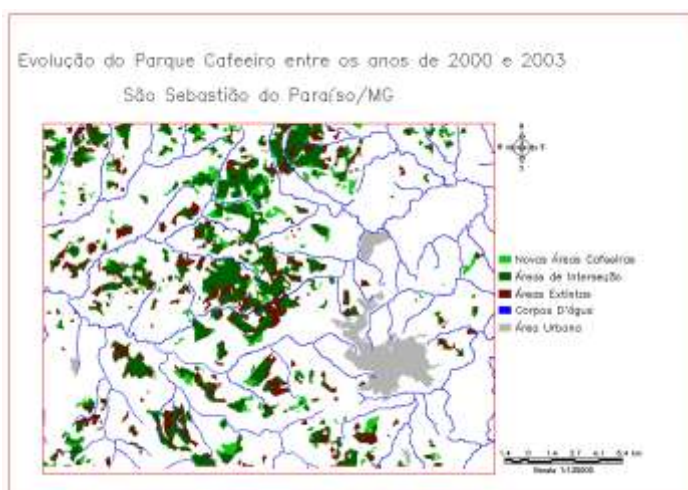 Evolução do Parque Cafeeiro entre os anos de 2000 e 2003
São Sebastião do Paraíso/MG
Novas Áreas Cafeeiras
Áreas de Interseção
Áreas Extintas
Corpos D'água
Área Urbana